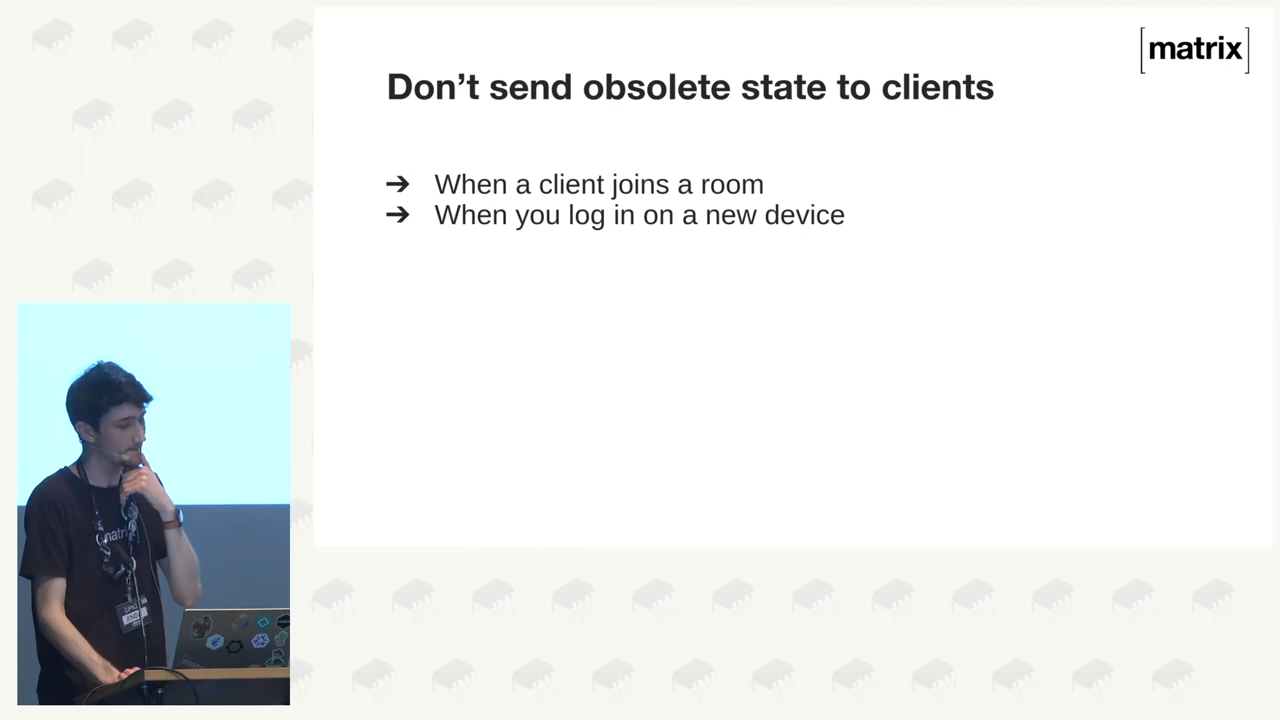 [matrix]
Don’t send obsolete state to clients
➔ When a client joins a room
➔ When you log in on a new device